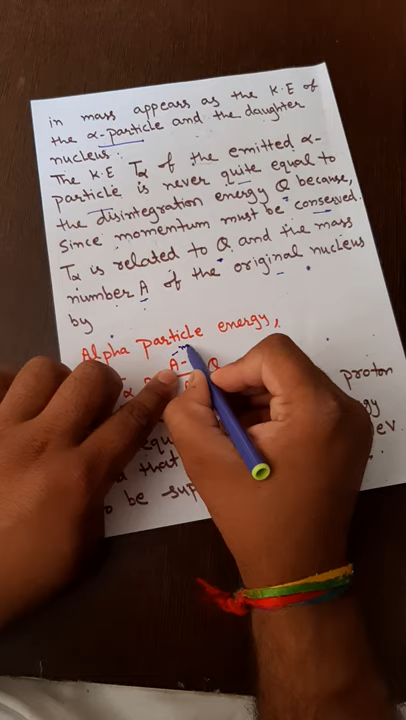 in mass appears as the K.E of
the α-particle and the daughter
nucleus.
The K.E Tα of the emitted α-
particle is never quite equal to
the disintegration energy Q because,
Since momentum must be conserved.
Tα is related to Q and the mass
number A of the original nucleus
by
Alpha particle energy,
A- Q
proton
that
o be